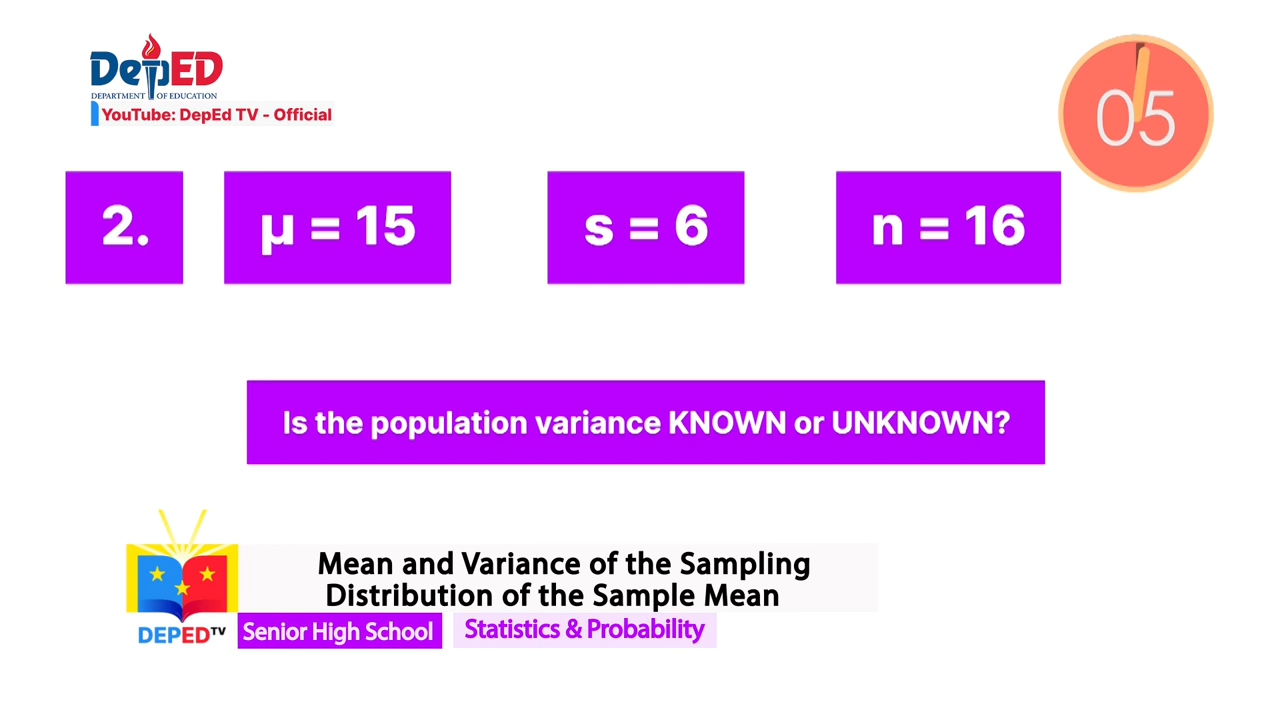 DepED
DEPARTMENT OF EDUCATION
YouTube: DepEd TV - Official
05
2.
μ = 15
s = 6
n = 16
Is the population variance KNOWN or UNKNOWN?
Mean and Variance of the Sampling
Distribution of the Sample Mean
DEPED TV
Senior High School
Statistics & Probability